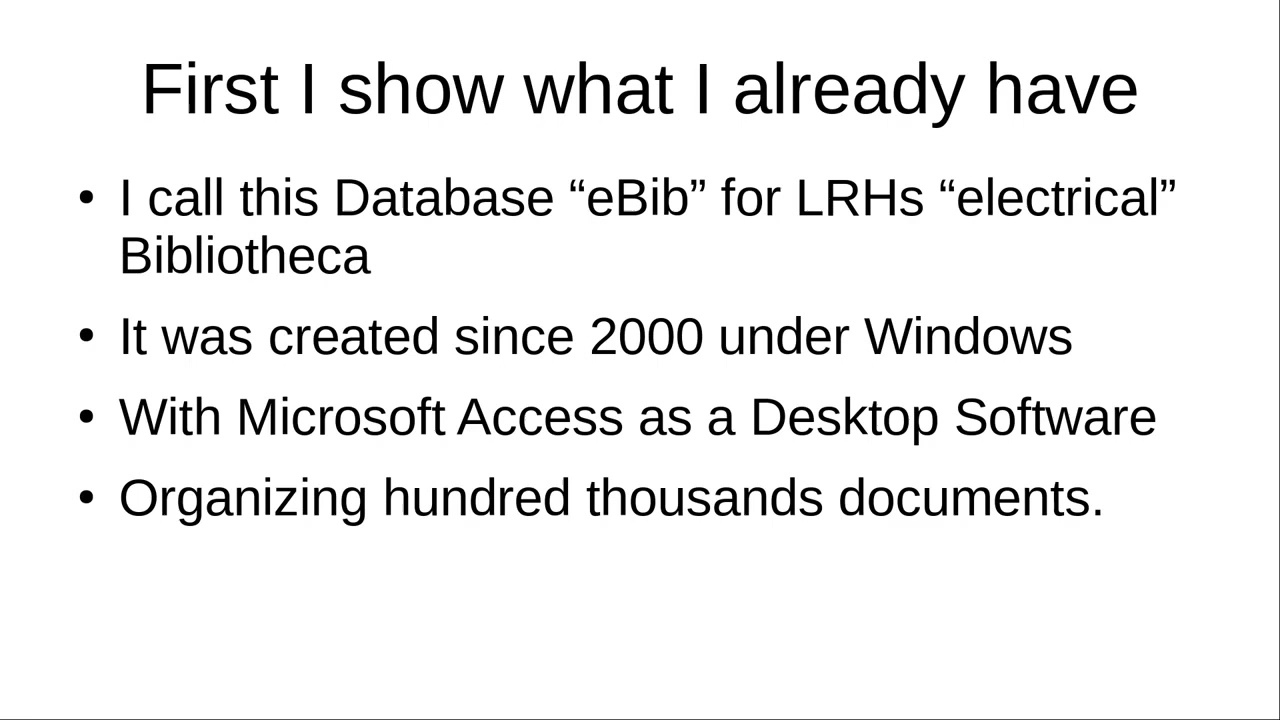 First I show what I already have
• I call this Database “eBib” for LRHs “electrical”
Bibliotheca
• It was created since 2000 under Windows
• With Microsoft Access as a Desktop Software
• Organizing hundred thousands documents.